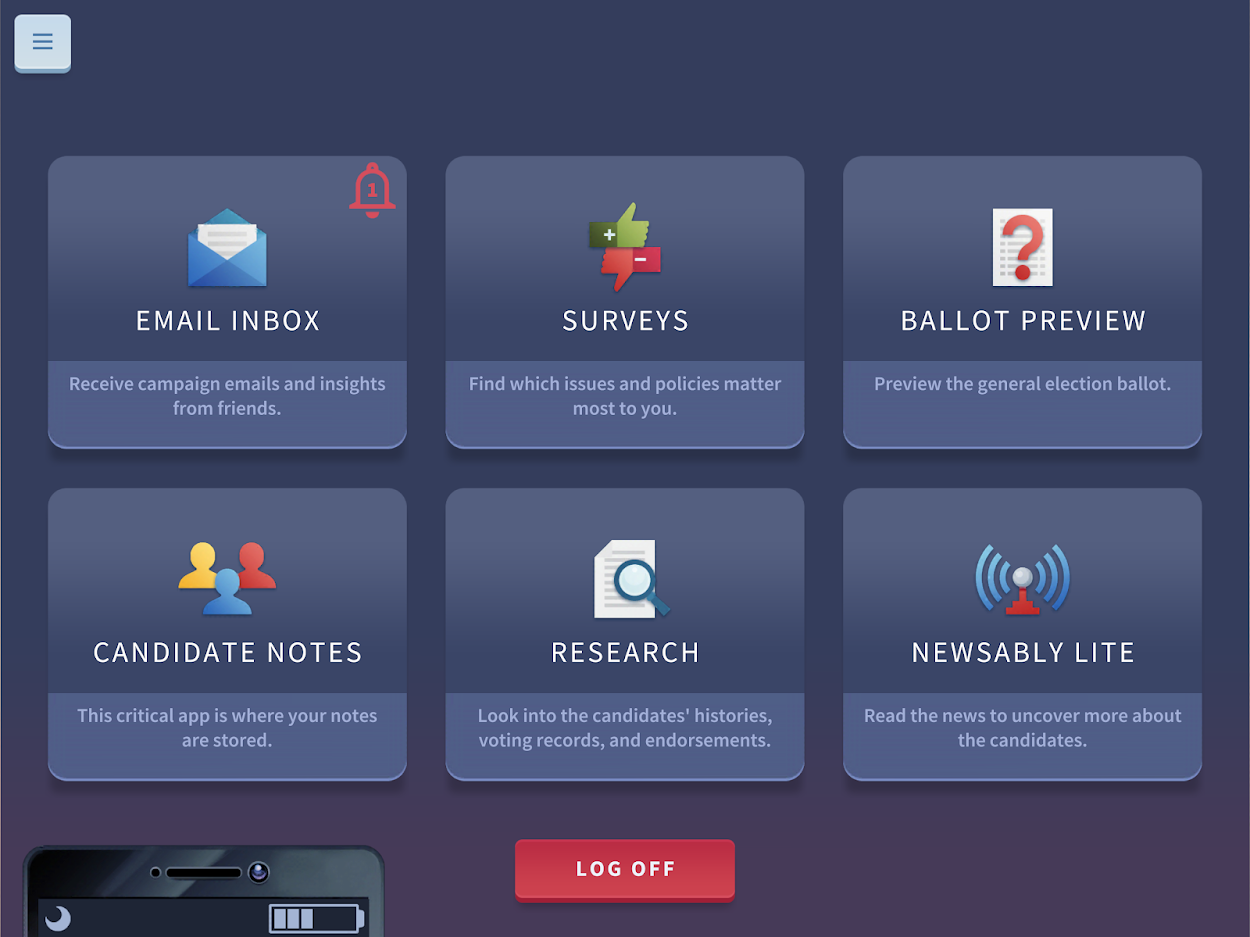 1
EMAIL INBOX
Receive campaign emails and insights
from friends.
+
-
SURVEYS
Find which issues and policies matter
most to you.
?
BALLOT PREVIEW
Preview the general election ballot.
CANDIDATE NOTES
This critical app is where your notes
are stored.
RESEARCH
Look into the candidates' histories,
voting records, and endorsements.
NEWSABLY LITE
Read the news to uncover more about
the candidates.
LOG OFF